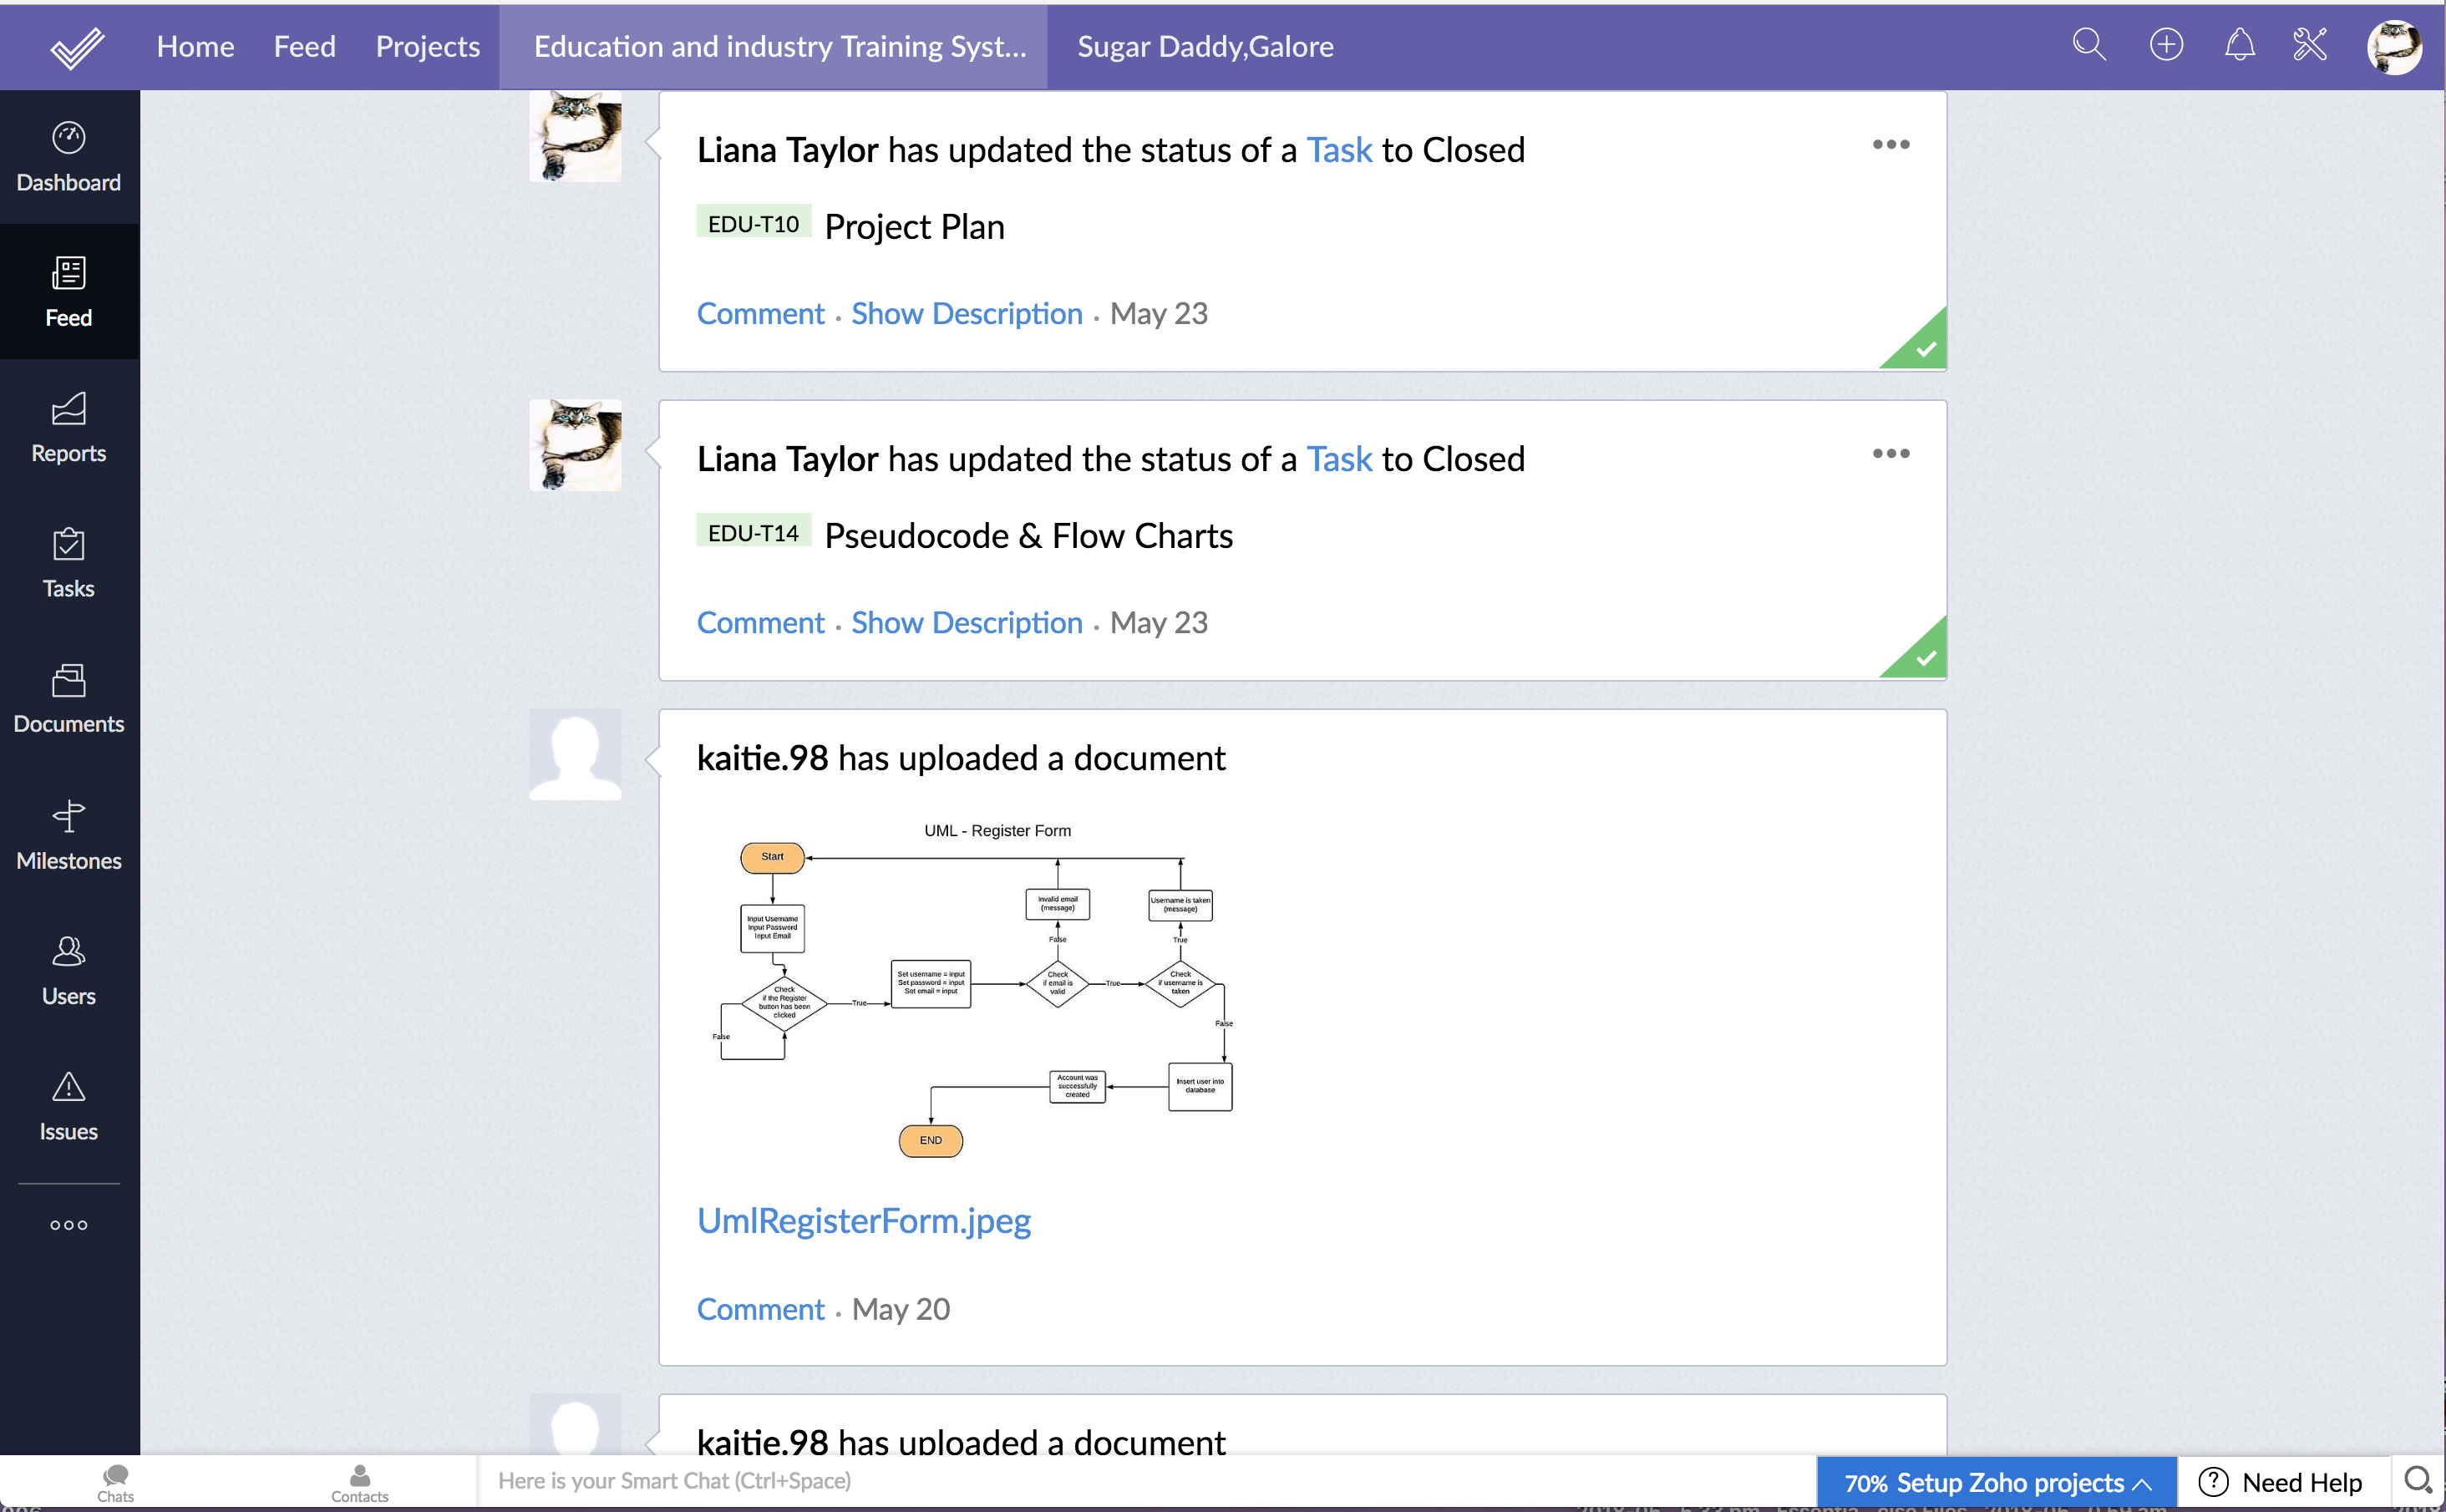 Home Feed Projects Education and industry Training Syst... Sugar Daddy,Galore
Dashboard
Feed
Reports
Tasks
Documents
Milestones
Users
Issues
Liana Taylor has updated the status of a Task to Closed
EDU-T10 Project Plan
Comment . Show Description . May 23
Liana Taylor has updated the status of a Task to Closed
EDU-T14 Pseudocode & Flow Charts
Comment . Show Description . May 23
kaitie.98 has uploaded a document
UML - Register Form
Start
Input Username
Input Password
Input Email
Check
if the Register
button has been
clicked
False
True
Set username = input
Set password = input
Set email = input
Check
if email is
valid
False
Invalid email
(message)
True
Check
if username is
taken
True
Username is taken
(message)
False
Insert user into
database
Account was
successfully
created
END
UmlRegisterForm.jpeg
Comment . May 20
kaitie.98 has uploaded a document
Chats
Contacts
Here is your Smart Chat (Ctrl+Space)
70% Setup Zoho projects
? Need Help